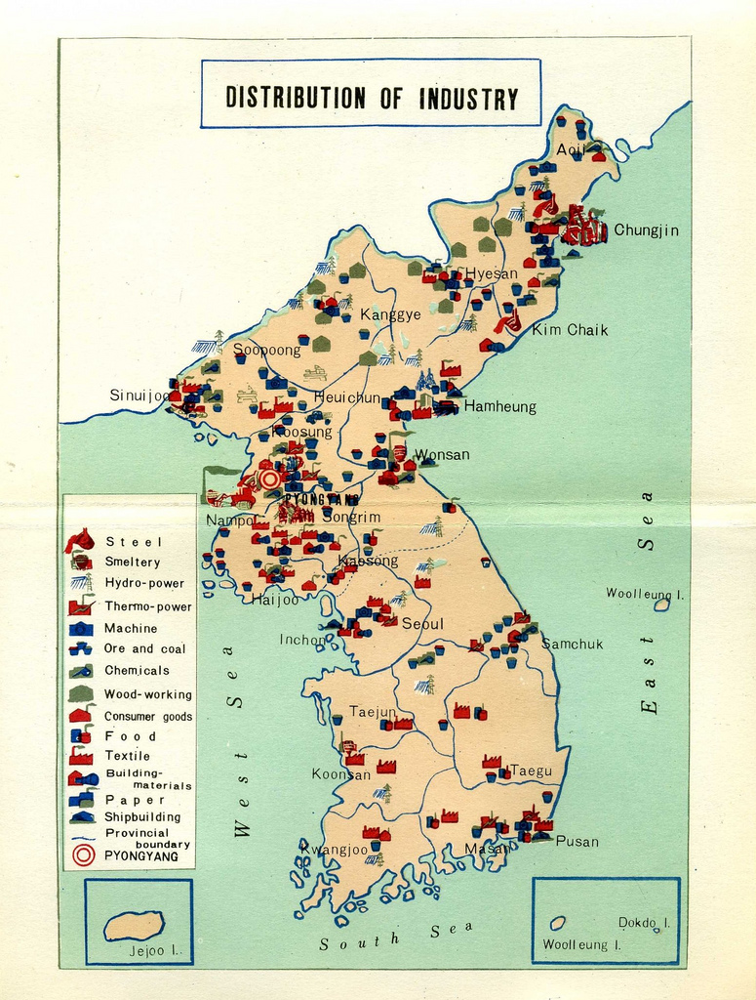 DISTRIBUTION OF INDUSTRY
Aoji
Chungjin
Hyesan
Kanggye
Kim Chaik
Soopoong
Sinuijoo
Heuichun
Hamheung
Koosung
Wonsan
PYONGYANG
Nampo
Songrim
Kaesong
Haijoo
Seoul
Inchon
Samchuk
Woolleung I.
East Sea
West Sea
Taejun
Koonsan
Taegu
Kwangjoo
Masan
Pusan
South Sea
Steel
Smeltery
Hydro-power
Thermo-power
Machine
Ore and coal
Chemicals
Wood-working
Consumer goods
Food
Textile
Building-
materials
Paper
Shipbuilding
Provincial
boundary
PYONGYANG
Jejoo I.
Dokdo I.
Woolleung I.